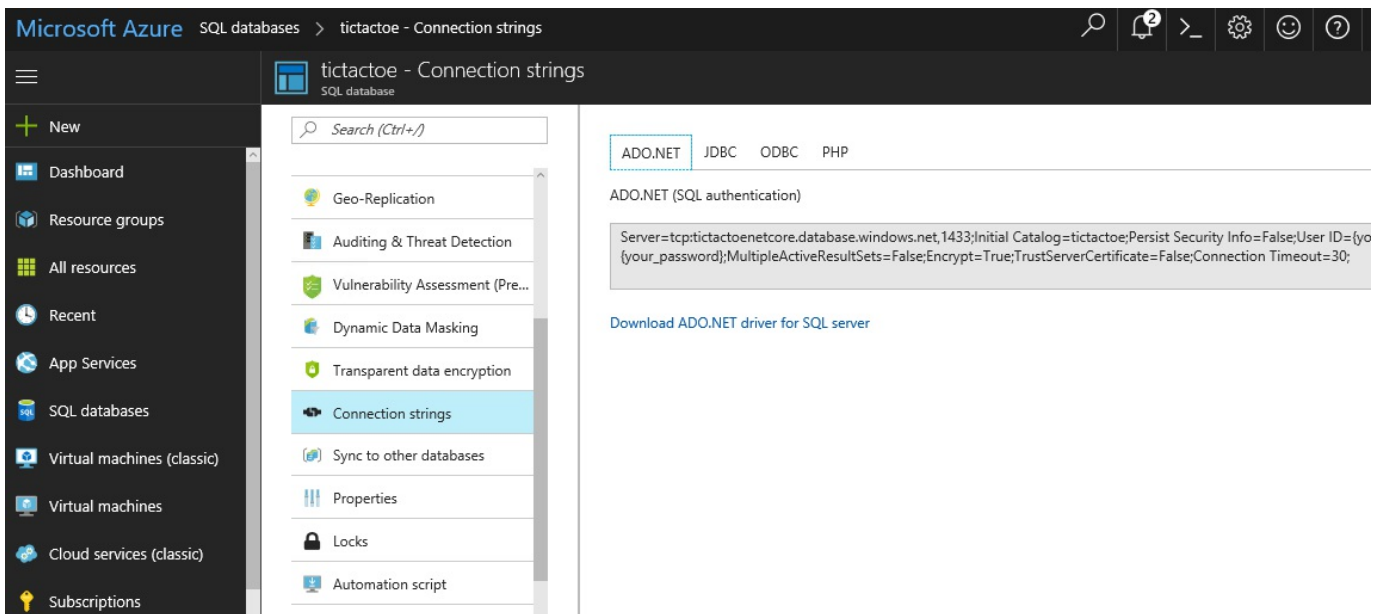 Microsoft Azure SQL databases > tictactoe - Connection strings
2
tictactoe - Connection strings
SQL database
New
Dashboard
Resource groups
All resources
Recent
App Services
SQL databases
Virtual machines (classic)
Virtual machines
Cloud services (classic)
Subscriptions
Search (Ctrl+/)
Geo-Replication
Auditing & Threat Detection
Vulnerability Assessment (Pre...
Dynamic Data Masking
Transparent data encryption
Connection strings
Sync to other databases
Properties
Locks
Automation script
ADO.NET JDBC ODBC PHP
ADO.NET (SQL authentication)
Server=tcp:tictactoenetcore.database.windows.net,1433;Initial Catalog=tictactoe;Persist Security Info=False;User ID={yo
{your_password};MultipleActiveResultSets=False;Encrypt=True;TrustServerCertificate=False;Connection Timeout=30;
Download ADO.NET driver for SQL server